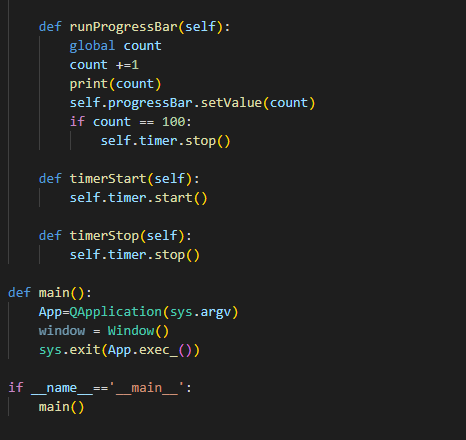 def runProgressBar(self):
global count
count +=1
print(count)
self.progressBar.setValue(count)
if count == 100:
self.timer.stop()
def timerStart(self):
self.timer.start()
def timerStop(self):
self.timer.stop()
def main():
App=QApplication(sys.argv)
window = Window()
sys.exit(App.exec_())
if __name__=='__main__':
main()